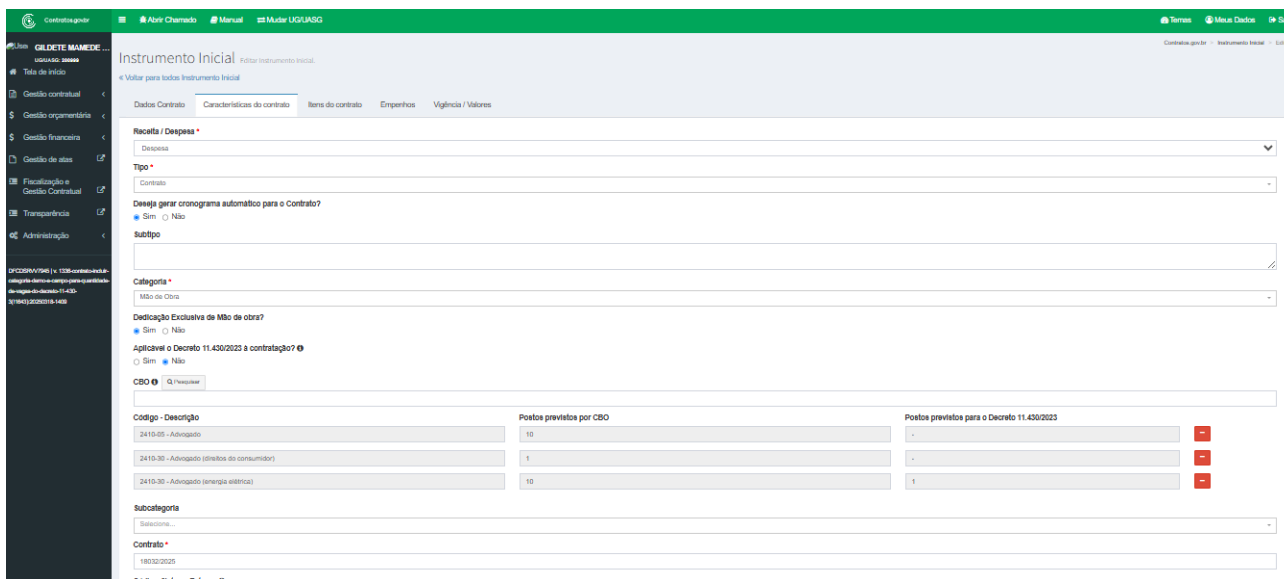 Contratos.gov.br
Abrir Chamado
Manual
Mudar UG/UASG
Temas
Meus Dados
GILDETE MAMEDE ...
UG/UASG:
Tela de início
Gestão contratual
Gestão orçamentária
Gestão financeira
Gestão de atas
Fiscalização e
Gestão Contratual
Transparência
Administração
Contratos.gov.br > Instrumento Inicial >
Instrumento Inicial Editar Instrumento Inicial.
« Voltar para todos Instrumento Inicial
Dados Contrato
Características do contrato
Itens do contrato
Empenhos
Vigência / Valores
Receita / Despesa *
Despesa
Tipo *
Contrato
Deseja gerar cronograma automático para o Contrato?
Sim Não
Subtipo
Categoria *
Mão de Obra
Dedicação Exclusiva de Mão de obra?
Sim Não
Aplicável o Decreto 11.430/2023 à contratação?
Sim Não
CBO Pesquisar
Código - Descrição Postos previstos por CBO Postos previstos para o Decreto 11.430/2023
2410-05 - Advogado 10 -
2410-30 - Advogado (direitos do consumidor) 1 -
2410-30 - Advogado (energia elétrica) 10 1
Subcategoria
Selecione...
Contrato *
18032/2025